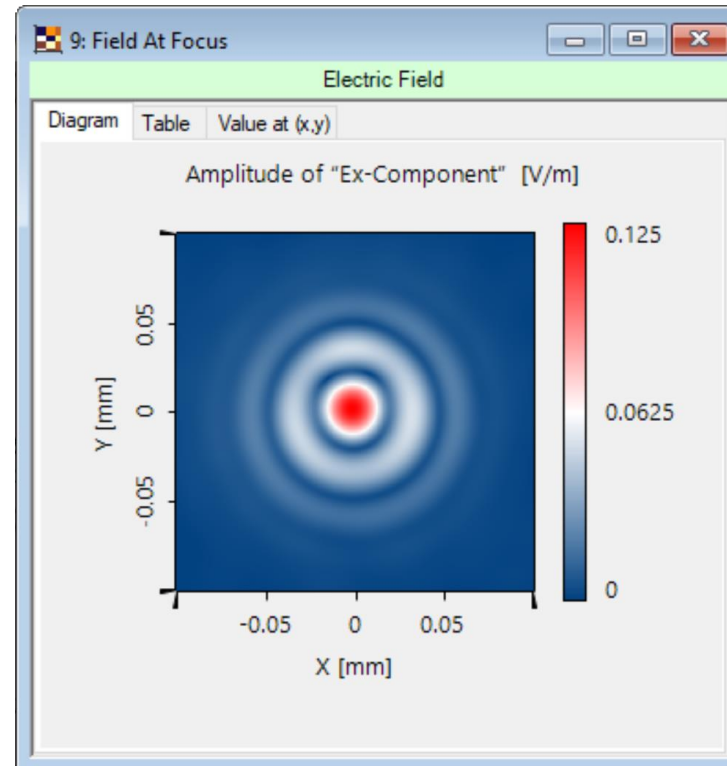 9: Field At Focus
Electric Field
Diagram Table Value at (x,y)
Amplitude of “Ex-Component” [V/m]
0.125
0.0625
0
Y [mm]
0.05
0
-0.05
-0.05 0 0.05
X [mm]